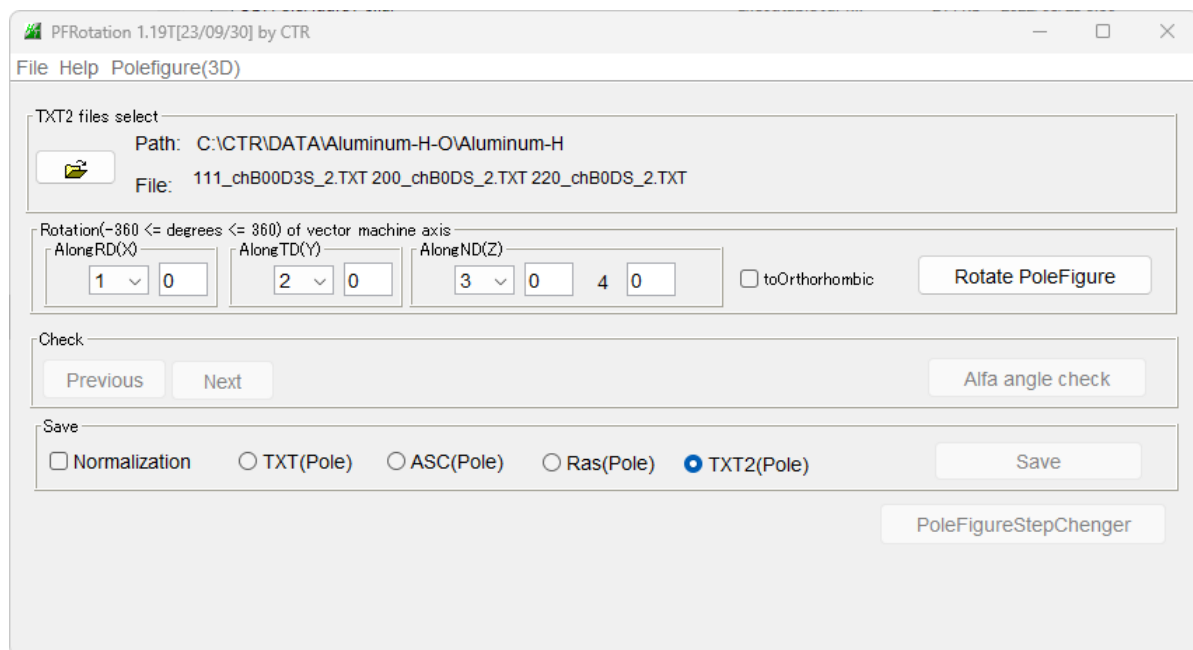 PFRotation 1.19T[23/09/30] by CTR
File Help Polefigure(3D)
TXT2 files select
Path: C:\CTR\DATA\Aluminum-H-O\Aluminum-H
File: 111_chB00D3S_2.TXT 200_chB0DS_2.TXT 220_chB0DS_2.TXT
Rotation(-360 <= degrees <= 360) of vector machine axis
AlongRD(X) AlongTD(Y) AlongND(Z)
1 0 2 0 3 0 4 0 toOrthorhombic Rotate PoleFigure
Check
Previous Next Alfa angle check
Save
Normalization TXT(Pole) ASC(Pole) Ras(Pole) TXT2(Pole) Save
PoleFigureStepChenger